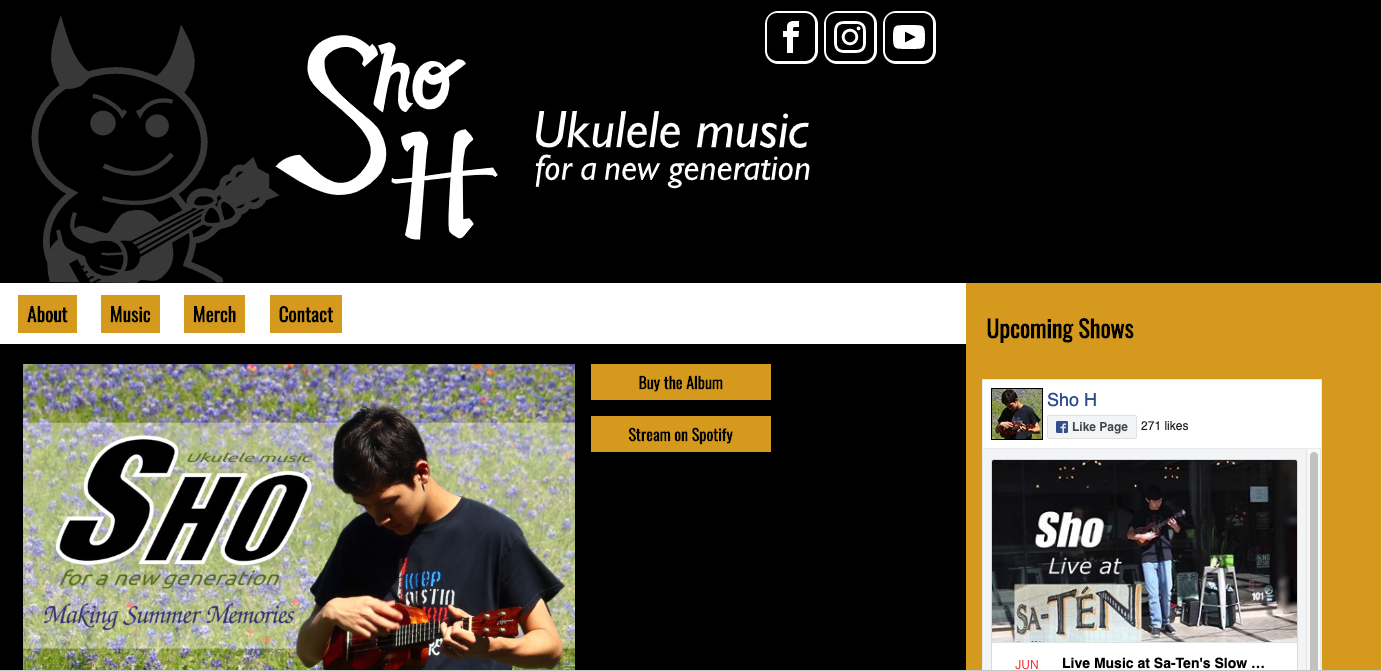 Sho
H
Ukulele music
for a new generation
About
Music
Merch
Contact
Upcoming Shows
Buy the Album
Stream on Spotify
Ukulele music
SHO
for a new generation
Making Summer Memories
KEEP
Sho H
Like Page
271 likes
Sho
Live at
SA-TÉN
101
JUN
Live Music at Sa-Ten's Slow ...